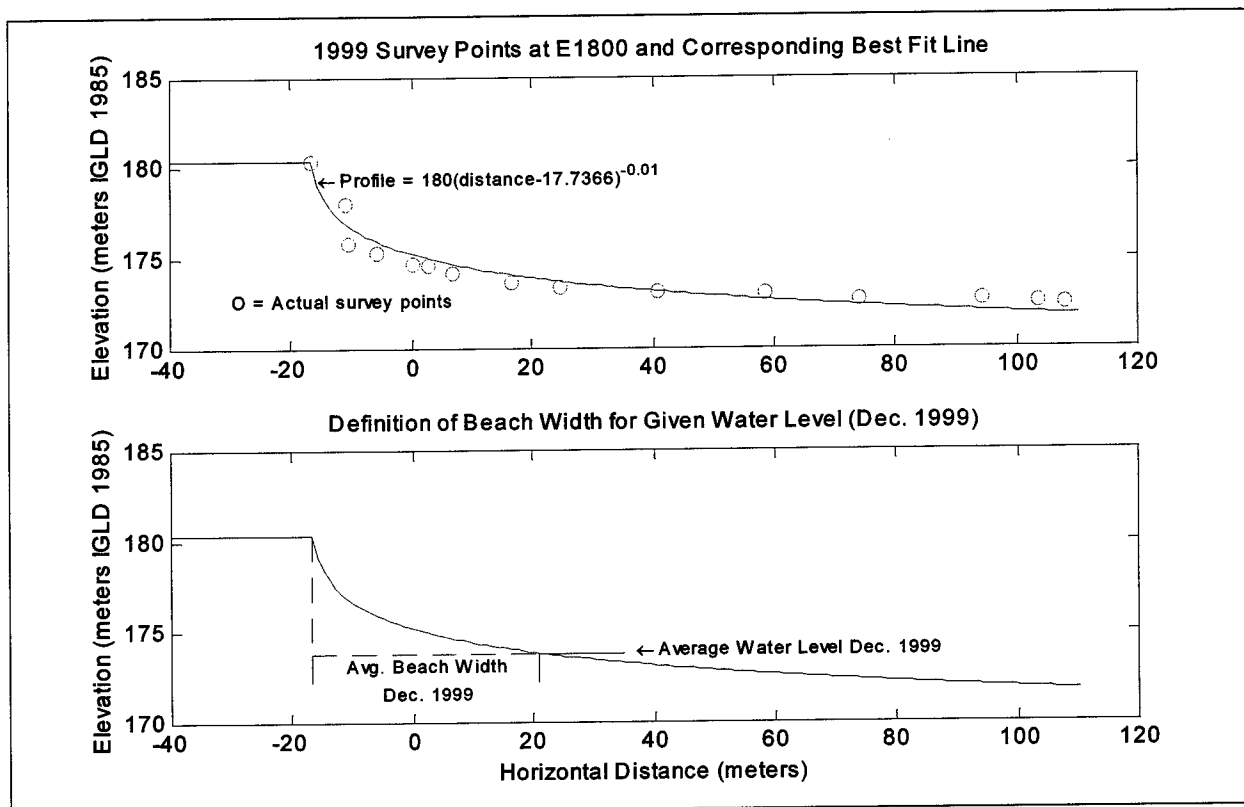 1999 Survey Points at E1800 and Corresponding Best Fit Line
Elevation (meters IGLD 1985)
185
180
175
170
← Profile = 180(distance-17.7366)^-0.01
O = Actual survey points
-40 -20 0 20 40 60 80 100 120
Definition of Beach Width for Given Water Level (Dec. 1999)
Elevation (meters IGLD 1985)
185
180
175
170
← Average Water Level Dec. 1999
Avg. Beach Width
Dec. 1999
-40 -20 0 20 40 60 80 100 120
Horizontal Distance (meters)